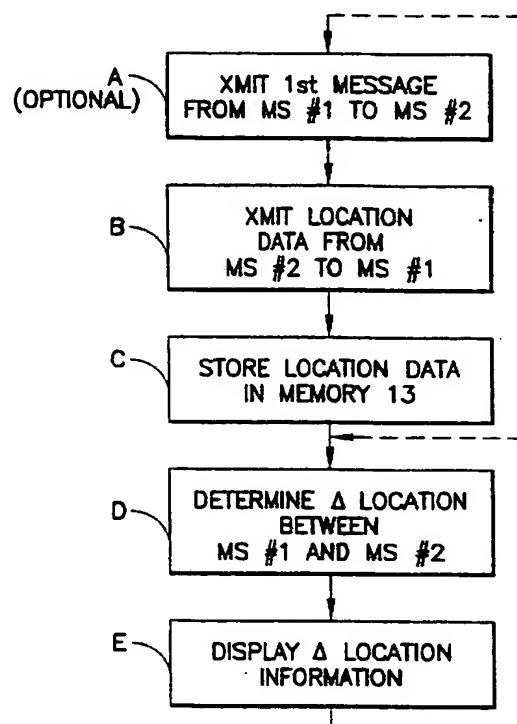 A
(OPTIONAL)
XMIT 1st MESSAGE
FROM MS #1 TO MS #2
B
XMIT LOCATION
DATA FROM
MS #2 TO MS #1
C
STORE LOCATION DATA
IN MEMORY 13
D
DETERMINE Δ LOCATION
BETWEEN
MS #1 AND MS #2
E
DISPLAY Δ LOCATION
INFORMATION